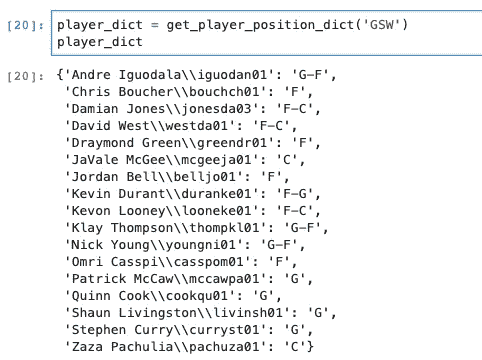 [20]: player_dict = get_player_position_dict('GSW')
player_dict
[20]: {'Andre Iguodala\\iguodan01': 'G-F',
'Chris Boucher\\bouchch01': 'F',
'Damian Jones\\jonesda03': 'F-C',
'David West\\westda01': 'F-C',
'Draymond Green\\greendr01': 'F',
'JaVale McGee\\mcgeeja01': 'C',
'Jordan Bell\\belljo01': 'F',
'Kevin Durant\\duranke01': 'F-G',
'Kevon Looney\\looneke01': 'F-C',
'Klay Thompson\\thompkl01': 'G-F',
'Nick Young\\youngni01': 'G-F',
'Omri Casspi\\casspom01': 'F',
'Patrick McCaw\\mccawpa01': 'G',
'Quinn Cook\\cookqu01': 'G',
'Shaun Livingston\\livinsh01': 'G',
'Stephen Curry\\curryst01': 'G',
'Zaza Pachulia\\pachuza01': 'C'}